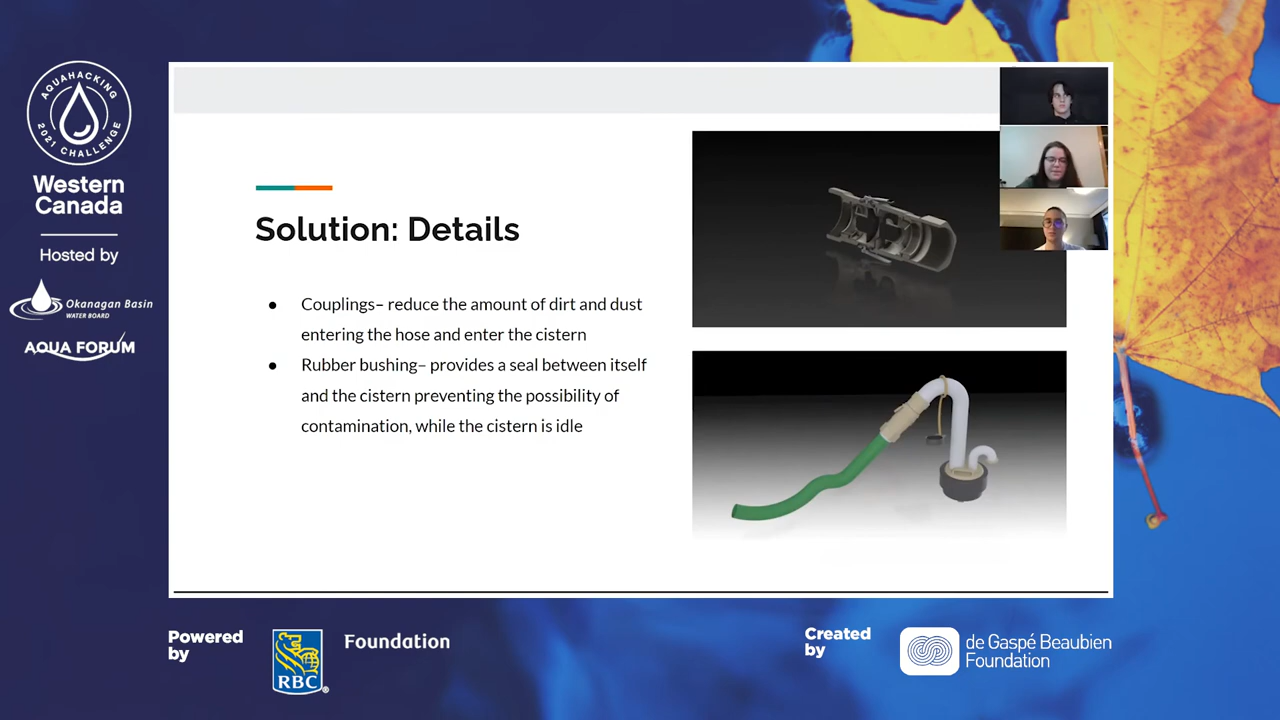 AQUAHACKING
2021 CHALLENGE
Western
Canada
Hosted by
Okanagan Basin
WATER BOARD
AQUA FORUM
Solution: Details
● Couplings– reduce the amount of dirt and dust
entering the hose and enter the cistern
● Rubber bushing– provides a seal between itself
and the cistern preventing the possibility of
contamination, while the cistern is idle
Powered
by
RBC®
Foundation
Created
by
de Gaspé Beaubien
Foundation